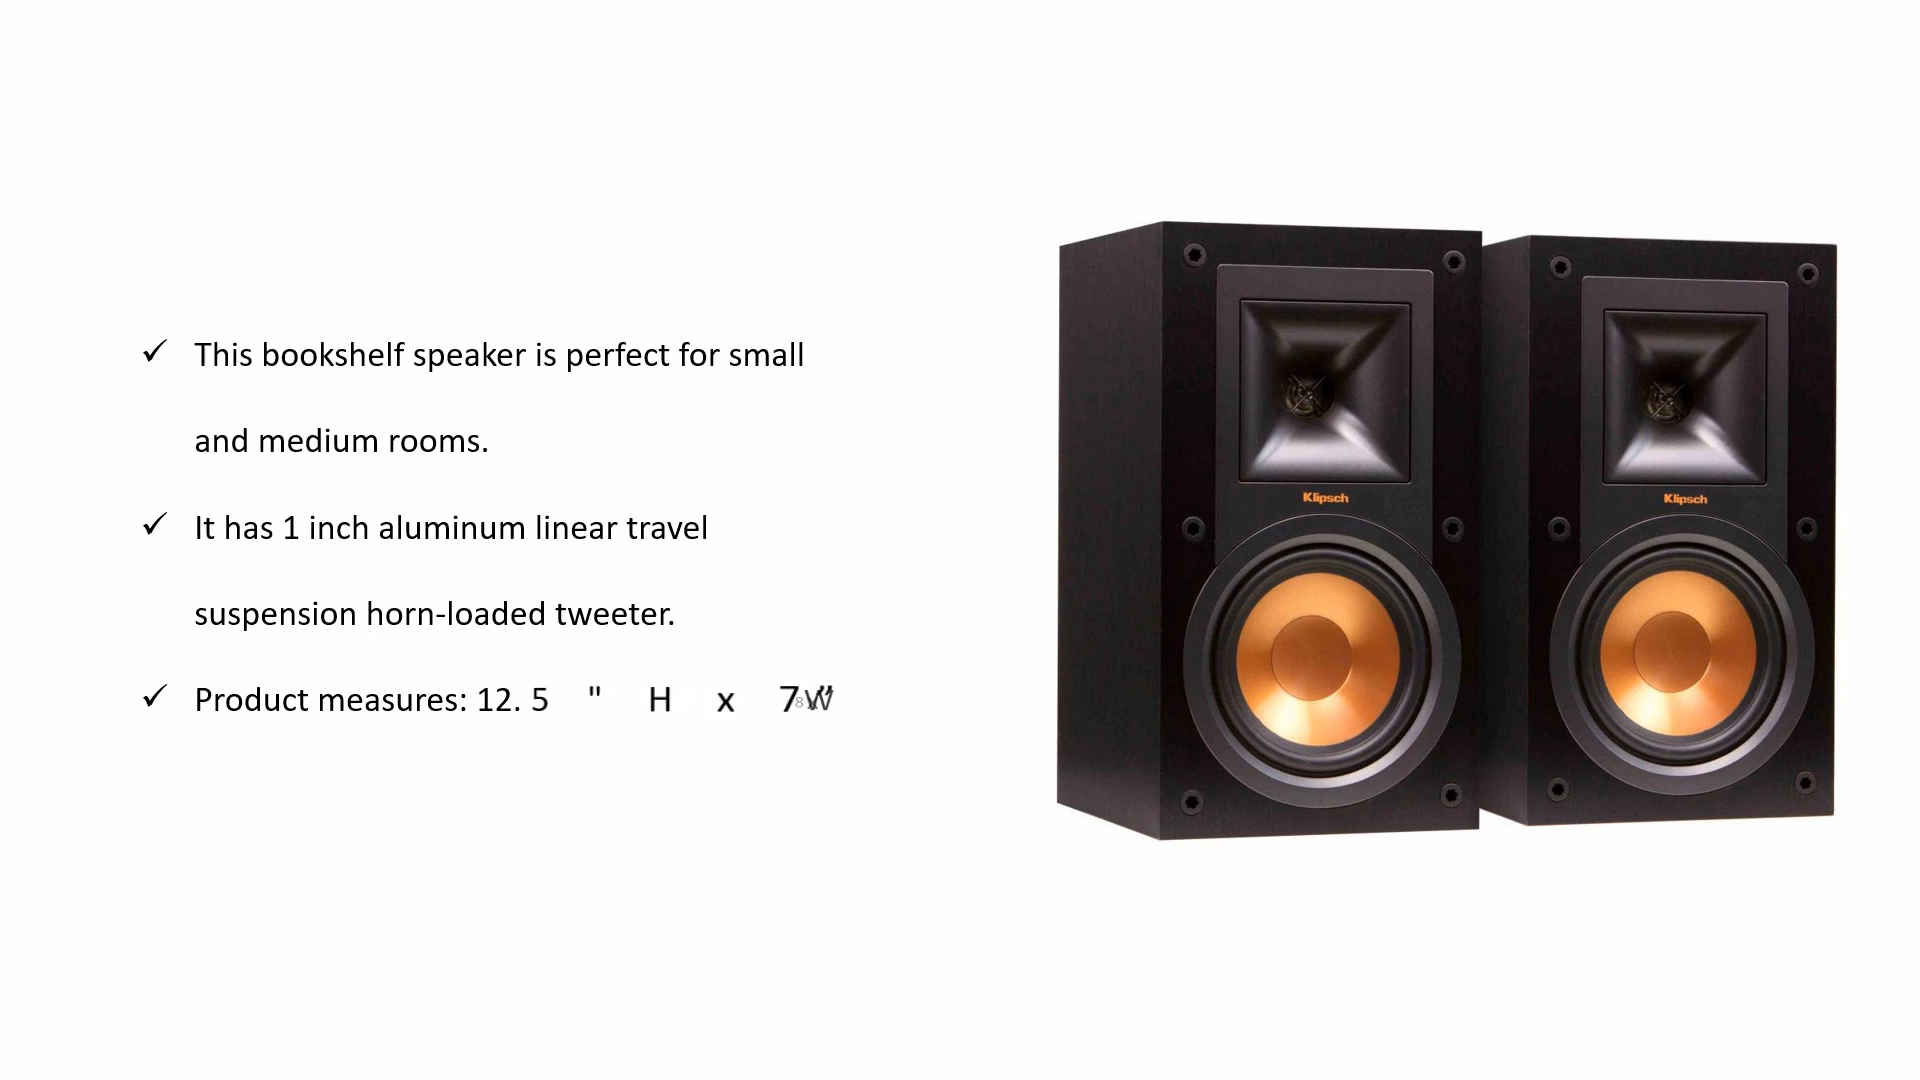 This bookshelf speaker is perfect for small
and medium rooms.
It has 1 inch aluminum linear travel
suspension horn-loaded tweeter.
Product measures: 12. 5 " H x 7
Klipsch
Klipsch